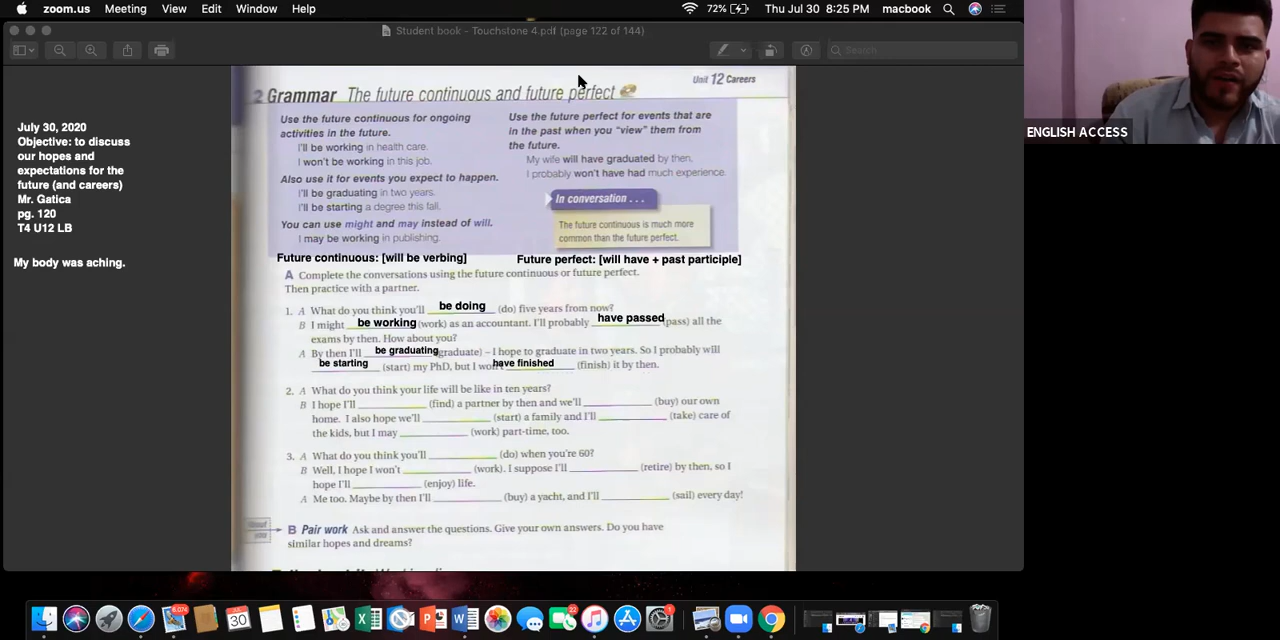 zoom.us Meeting View Edit Window Help
72% Thu Jul 30 8:25 PM macbook
Student book - Touchstone 4.pdf (page 122 of 144)
Search
ENGLISH ACCESS
July 30, 2020
Objective: to discuss
our hopes and
expectations for the
future (and careers)
Mr. Gatica
pg. 120
T4 U12 LB
My body was aching.
Unit 12 Careers
2 Grammar The future continuous and future perfect
Use the future continuous for ongoing
activities in the future.
I'll be working in health care.
I won't be working in this job.
Also use it for events you expect to happen.
I'll be graduating in two years.
I'll be starting a degree this fall.
You can use might and may instead of will.
I may be working in publishing.
Use the future perfect for events that are
in the past when you "view" them from
the future.
My wife will have graduated by then.
I probably won't have had much experience.
In conversation . . .
The future continuous is much more
common than the future perfect.
Future continuous: [will be verbing]
Future perfect: [will have + past participle]
A Complete the conversations using the future continuous or future perfect.
Then practice with a partner.
1. A What do you think you'll be doing (do) five years from now?
B I might be working (work) as an accountant. I'll probably have passed (pass) all the
exams by then. How about you?
A By then I'll be graduating graduate) – I hope to graduate in two years. So I probably will
be starting (start) my PhD, but I won't have finished (finish) it by then.
2. A What do you think your life will be like in ten years?
B I hope I'll (find) a partner by then and we'll (buy) our own
home. I also hope we'll (start) a family and I'll (take) care of
the kids, but I may (work) part-time, too.
3. A What do you think you'll (do) when you're 60?
B Well, I hope I won't (work). I suppose I'll (retire) by then, so I
hope I'll (enjoy) life.
A Me too. Maybe by then I'll (buy) a yacht, and I'll (sail) every day!
About
you
B Pair work Ask and answer the questions. Give your own answers. Do you have
similar hopes and dreams?